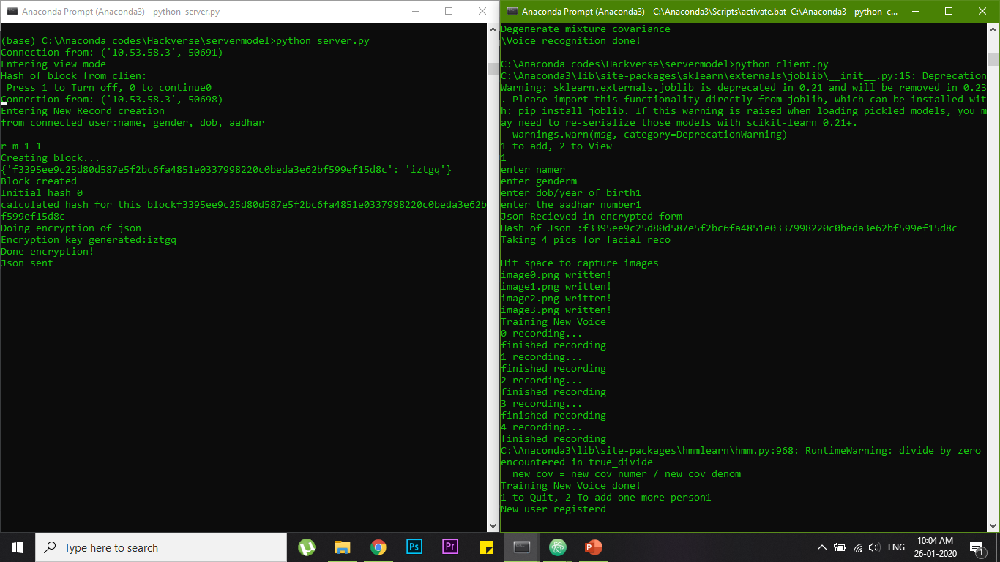 Anaconda Prompt (Anaconda3) - python  server.py
(base) C:\Anaconda codes\Hackverse\servermodel>python server.py
Connection from: ('10.53.58.3', 50691)
Entering view mode
Hash of block from clien:
 Press 1 to Turn off, 0 to continue0
Connection from: ('10.53.58.3', 50698)
Entering New Record creation
from connected user:name, gender, dob, aadhar
r m 1 1
Creating block...
{'f3395ee9c25d80d587e5f2bc6fa4851e0337998220c0beda3e62bf599ef15d8c': 'iztgq'}
Block created
Initial hash 0
calculated hash for this blockf3395ee9c25d80d587e5f2bc6fa4851e0337998220c0beda3e62b
f599ef15d8c
Doing encryption of json
Encryption key generated:iztgq
Done encryption!
Json sent
Anaconda Prompt (Anaconda3) - C:\Anaconda3\Scripts\activate.bat  C:\Anaconda3 - python  c...
Degenerate mixture covariance
\Voice recognition done!
C:\Anaconda codes\Hackverse\servermodel>python client.py
C:\Anaconda3\lib\site-packages\sklearn\externals\joblib\__init__.py:15: Deprecation
Warning: sklearn.externals.joblib is deprecated in 0.21 and will be removed in 0.23
. Please import this functionality directly from joblib, which can be installed wit
h: pip install joblib. If this warning is raised when loading pickled models, you m
ay need to re-serialize those models with scikit-learn 0.21+.
  warnings.warn(msg, category=DeprecationWarning)
1 to add, 2 to View
1
enter namer
enter genderm
enter dob/year of birth1
enter the aadhar number1
Json Recieved in encrypted form
Hash of Json :f3395ee9c25d80d587e5f2bc6fa4851e0337998220c0beda3e62bf599ef15d8c
Taking 4 pics for facial reco
Hit space to capture images
image0.png written!
image1.png written!
image2.png written!
image3.png written!
Training New Voice
0 recording...
finished recording
1 recording...
finished recording
2 recording...
finished recording
3 recording...
finished recording
4 recording...
finished recording
C:\Anaconda3\lib\site-packages\hmmlearn\hmm.py:968: RuntimeWarning: divide by zero
encountered in true_divide
  new_cov = new_cov_numer / new_cov_denom
Training New Voice done!
1 to Quit, 2 To add one more person1
New user registerd
Type here to search
Ps
Pr
P
ENG
10:04 AM
26-01-2020
1